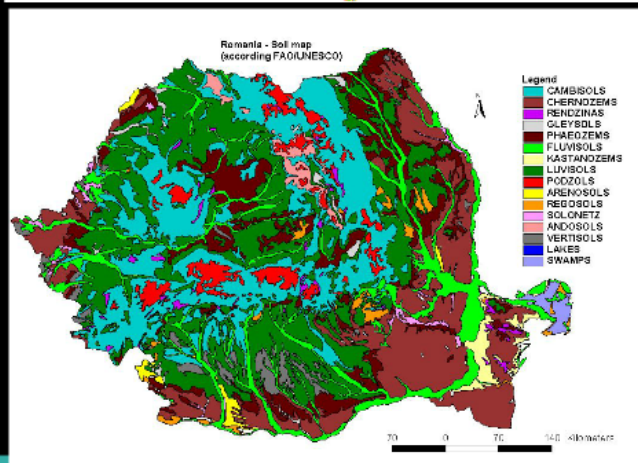 Romania - Soil map
(according FAO/UNESCO)
Legend
CAMBISOLS
CHERNOZEMS
RENDZINAS
GLEYSOLS
PHAEOZEMS
FLUVISOLS
KASTANOZEMS
LUVISOLS
PODZOLS
ARENOSOLS
REGOSOLS
SOLONETZ
ANDOSOLS
VERTISOLS
LAKES
SWAMPS
N
70 0 70 140 Kilometers